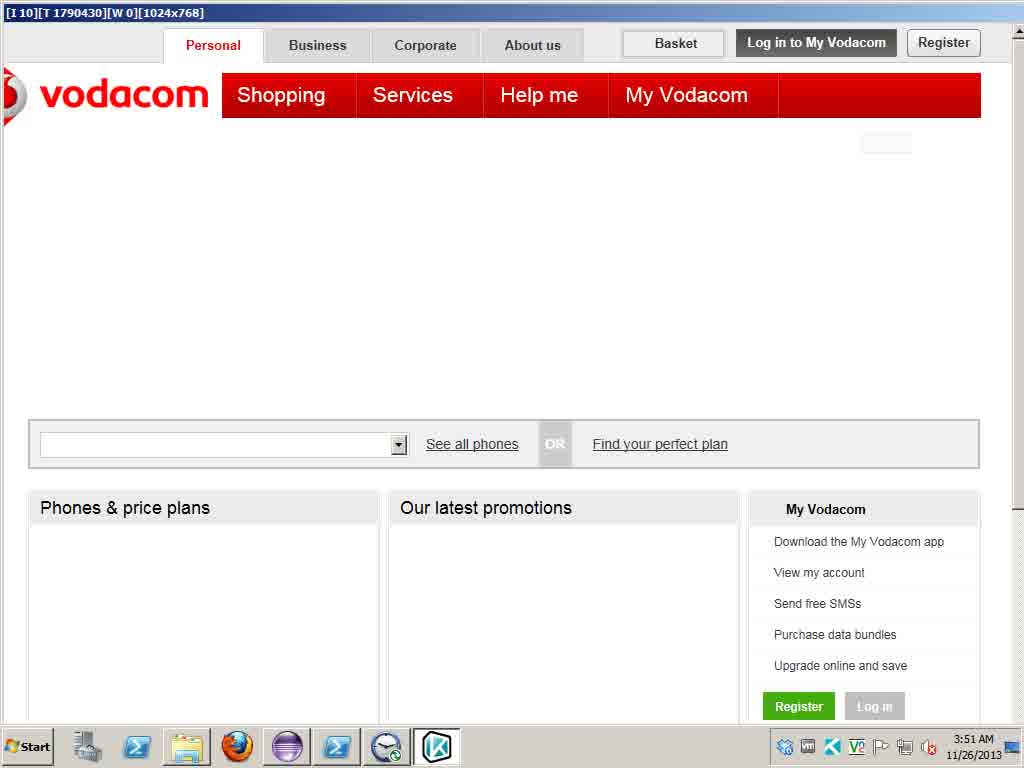 [I 10][T 1790430][W 0][1024x768]
Personal
Business
Corporate
About us
Basket
Log in to My Vodacom
Register
vodacom
Shopping
Services
Help me
My Vodacom
See all phones
OR
Find your perfect plan
Phones & price plans
Our latest promotions
My Vodacom
Download the My Vodacom app
View my account
Send free SMSs
Purchase data bundles
Upgrade online and save
Register
Log in
Start
3:51 AM
11/26/2013